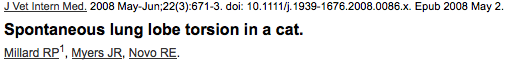 J Vet Intern Med. 2008 May-Jun;22(3):671-3. doi: 10.1111/j.1939-1676.2008.0086.x. Epub 2008 May 2.
Spontaneous lung lobe torsion in a cat.
Millard RP1, Myers JR, Novo RE.